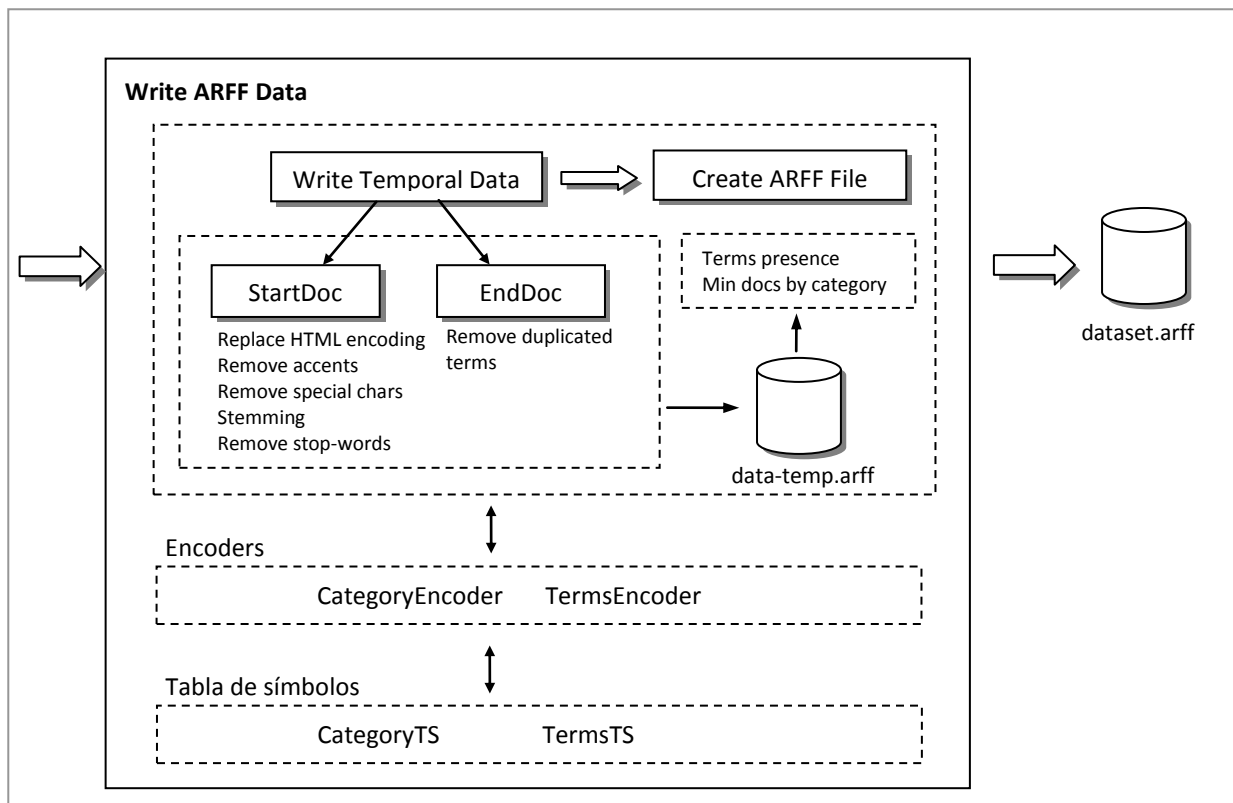 Write ARFF Data
Write Temporal Data
Create ARFF File
StartDoc
EndDoc
Replace HTML encoding
Remove accents
Remove special chars
Stemming
Remove stop-words
Remove duplicated
terms
Terms presence
Min docs by category
data-temp.arff
dataset.arff
Encoders
CategoryEncoder TermsEncoder
Tabla de símbolos
CategoryTS TermsTS